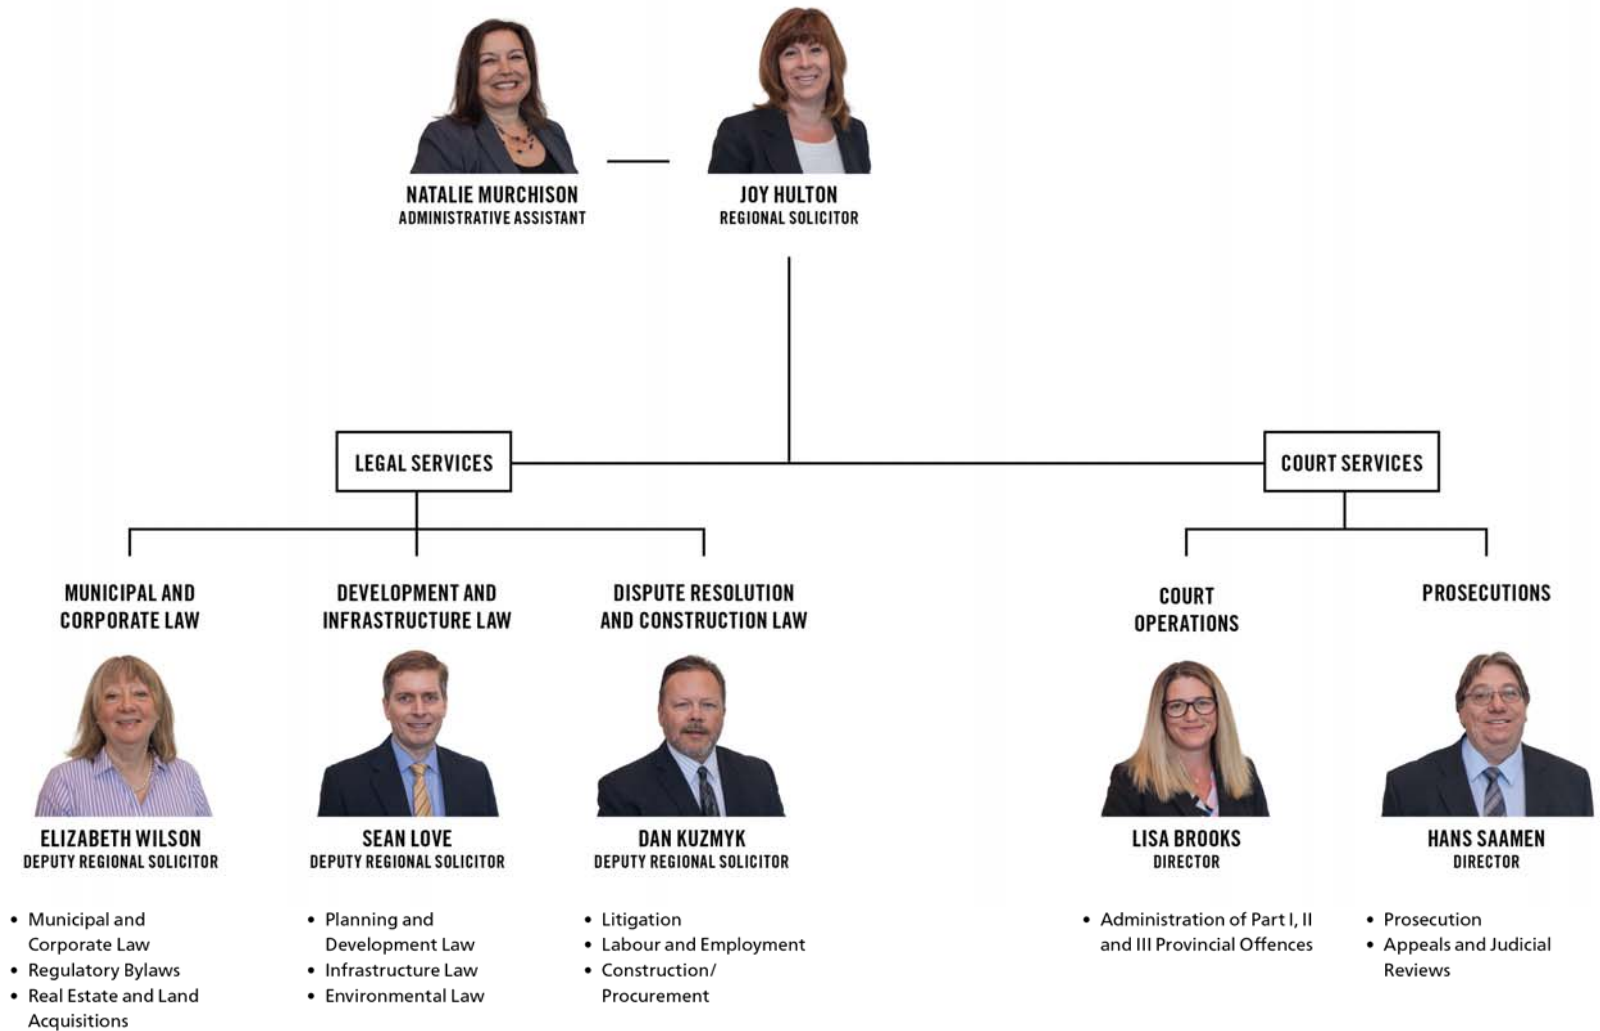 NATALIE MURCHISON
ADMINISTRATIVE ASSISTANT
JOY HULTON
REGIONAL SOLICITOR
LEGAL SERVICES
COURT SERVICES
MUNICIPAL AND
CORPORATE LAW
ELIZABETH WILSON
DEPUTY REGIONAL SOLICITOR
• Municipal and
Corporate Law
• Regulatory Bylaws
• Real Estate and Land
Acquisitions
DEVELOPMENT AND
INFRASTRUCTURE LAW
SEAN LOVE
DEPUTY REGIONAL SOLICITOR
• Planning and
Development Law
• Infrastructure Law
• Environmental Law
DISPUTE RESOLUTION
AND CONSTRUCTION LAW
DAN KUZMYK
DEPUTY REGIONAL SOLICITOR
• Litigation
• Labour and Employment
• Construction/
Procurement
COURT
OPERATIONS
LISA BROOKS
DIRECTOR
• Administration of Part I, II
and III Provincial Offences
PROSECUTIONS
HANS SAAMEN
DIRECTOR
• Prosecution
• Appeals and Judicial
Reviews